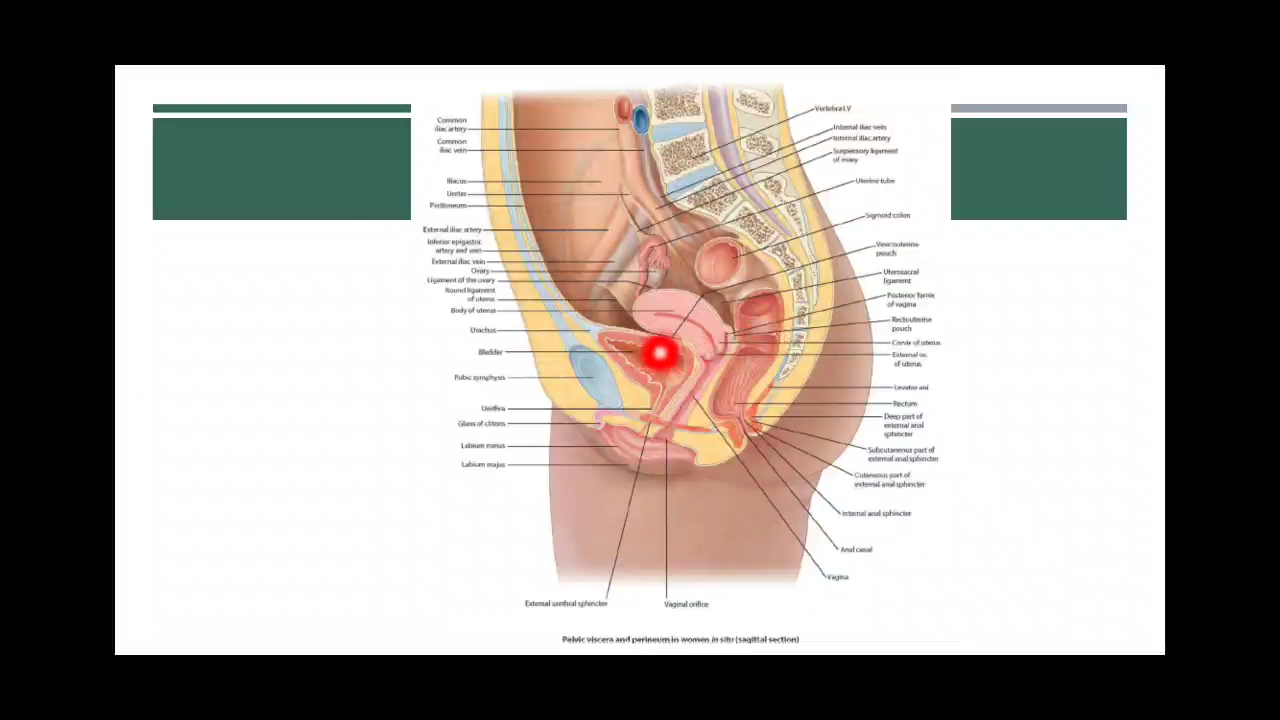 Common
iliac artery
Common
iliac vein
Iliacus
Ureter
Peritoneum
External iliac artery
Inferior epigastric
artery and vein
External iliac vein
Ovary
Ligament of the ovary
Round ligament
of uterus
Body of uterus
Urachus
Bladder
Pubic symphysis
Urethra
Glans of clitoris
Labium minus
Labium majus
External urethral sphincter
Vaginal orifice
Vertebra LV
Internal iliac vein
Internal iliac artery
Suspensory ligament
of ovary
Uterine tube
Sigmoid colon
Vesicouterine
pouch
Uterosacral
ligament
Posterior fornix
of vagina
Rectouterine
pouch
Cervix of uterus
External os
of uterus
Levator ani
Rectum
Deep part of
external anal
sphincter
Subcutaneous part of
external anal sphincter
Cutaneous part of
external anal sphincter
Internal anal sphincter
Anal canal
Vagina
Pelvic viscera and perineum in women in situ (sagittal section)